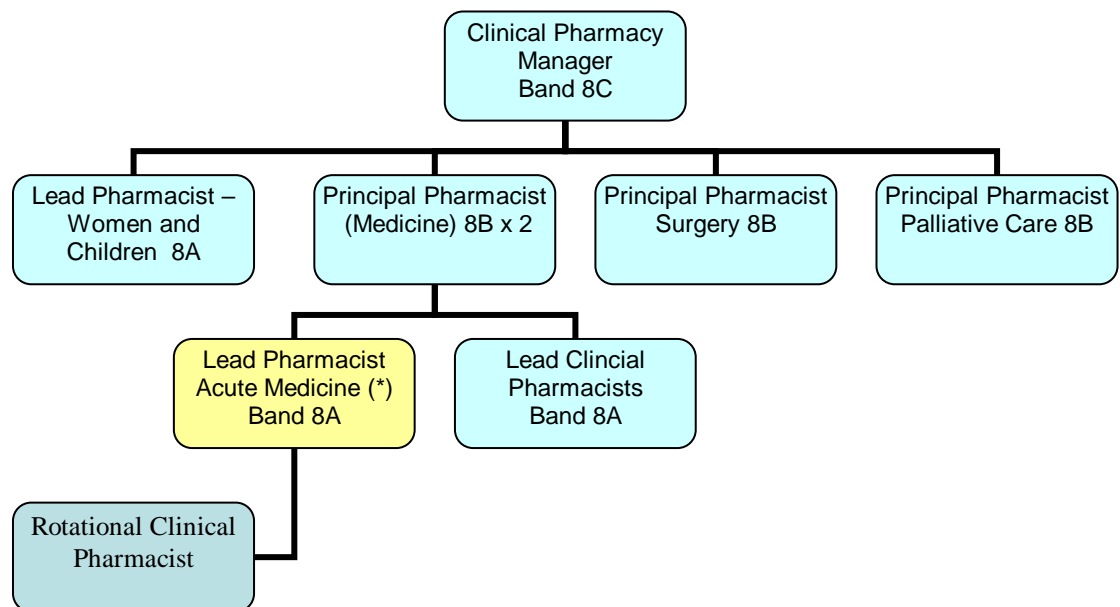 Clinical Pharmacy
Manager
Band 8C
Lead Pharmacist –
Women and
Children 8A
Principal Pharmacist
(Medicine) 8B x 2
Principal Pharmacist
Surgery 8B
Principal Pharmacist
Palliative Care 8B
Lead Pharmacist
Acute Medicine (*)
Band 8A
Lead Clincial
Pharmacists
Band 8A
Rotational Clinical
Pharmacist